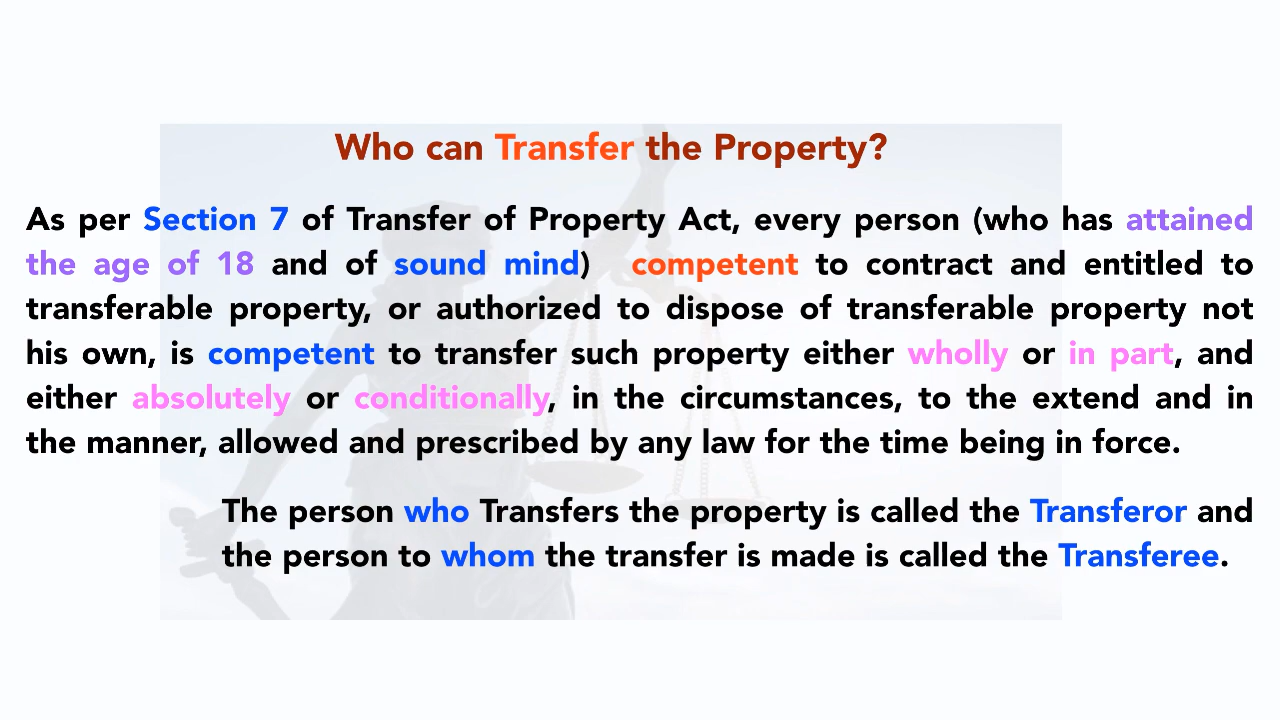 Who can Transfer the Property?
As per Section 7 of Transfer of Property Act, every person (who has attained
the age of 18 and of sound mind) competent to contract and entitled to
transferable property, or authorized to dispose of transferable property not
his own, is competent to transfer such property either wholly or in part, and
either absolutely or conditionally, in the circumstances, to the extend and in
the manner, allowed and prescribed by any law for the time being in force.
The person who Transfers the property is called the Transferor and
the person to whom the transfer is made is called the Transferee.